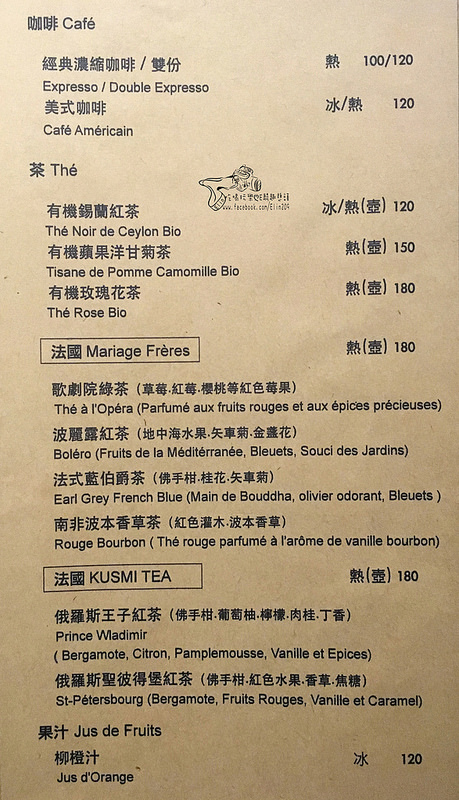 咖啡 Café
經典濃縮咖啡 / 雙份 熱 100/120
Expresso / Double Expresso
美式咖啡 冰/熱 120
Café Américain
茶 Thé
www.facebook.com/Elin204
有機錫蘭紅茶 冰/熱(壺) 120
Thé Noir de Ceylon Bio
有機蘋果洋甘菊茶 熱(壺) 150
Tisane de Pomme Camomille Bio
有機玫瑰花茶 熱(壺) 180
Thé Rose Bio
法國 Mariage Frères 熱(壺) 180
歌劇院綠茶（草莓.紅莓.櫻桃等紅色莓果）
Thé à l'Opéra (Parfumé aux fruits rouges et aux épices précieuses)
波麗露紅茶（地中海水果.矢車菊.金盞花）
Boléro (Fruits de la Méditérranée, Bleuets, Souci des Jardins)
法式藍伯爵茶（佛手柑.桂花.矢車菊）
Earl Grey French Blue (Main de Bouddha, olivier odorant, Bleuets )
南非波本香草茶（紅色灌木.波本香草）
Rouge Bourbon ( Thé rouge parfumé à l'arôme de vanille bourbon)
法國 KUSMI TEA 熱(壺) 180
俄羅斯王子紅茶（佛手柑.葡萄柚.檸檬.肉桂.丁香）
Prince Wladimir
( Bergamote, Citron, Pamplemousse, Vanille et Epices)
俄羅斯聖彼得堡紅茶（佛手柑.紅色水果.香草.焦糖）
St-Pétersbourg (Bergamote, Fruits Rouges, Vanille et Caramel)
果汁 Jus de Fruits
柳橙汁 冰 120
Jus d'Orange